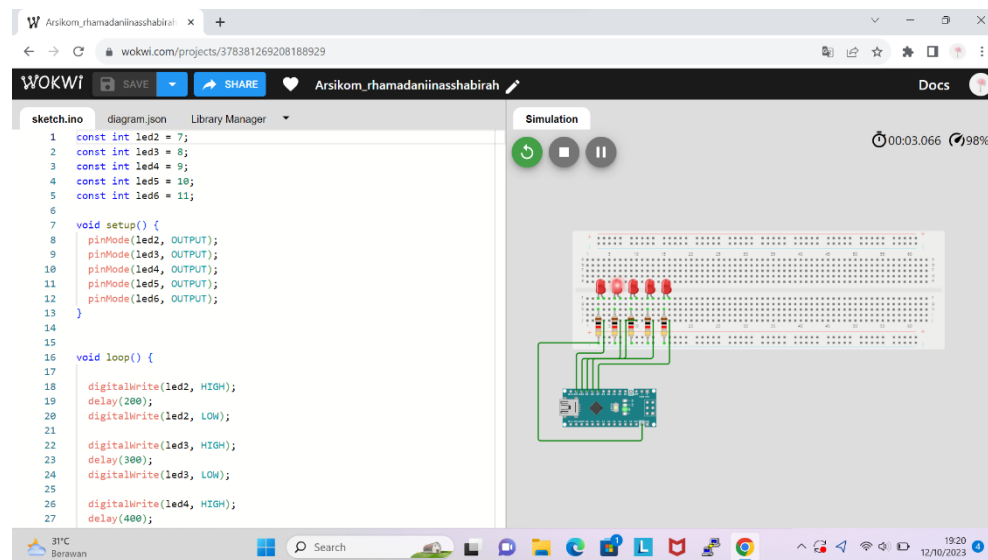 Arsikom_rhamadaniinasshabirah
wokwi.com/projects/378381269208188929
WOKWi
SAVE
SHARE
Arsikom_rhamadaniinasshabirah
Docs
sketch.ino
diagram.json
Library Manager
Simulation
00:03.066
98%
1 const int led2 = 7;
2 const int led3 = 8;
3 const int led4 = 9;
4 const int led5 = 10;
5 const int led6 = 11;
6
7 void setup() {
8 pinMode(led2, OUTPUT);
9 pinMode(led3, OUTPUT);
10 pinMode(led4, OUTPUT);
11 pinMode(led5, OUTPUT);
12 pinMode(led6, OUTPUT);
13 }
14
15
16 void loop() {
17
18 digitalWrite(led2, HIGH);
19 delay(200);
20 digitalWrite(led2, LOW);
21
22 digitalWrite(led3, HIGH);
23 delay(300);
24 digitalWrite(led3, LOW);
25
26 digitalWrite(led4, HIGH);
27 delay(400);
31°C
Berawan
Search
19:20
12/10/2023
4